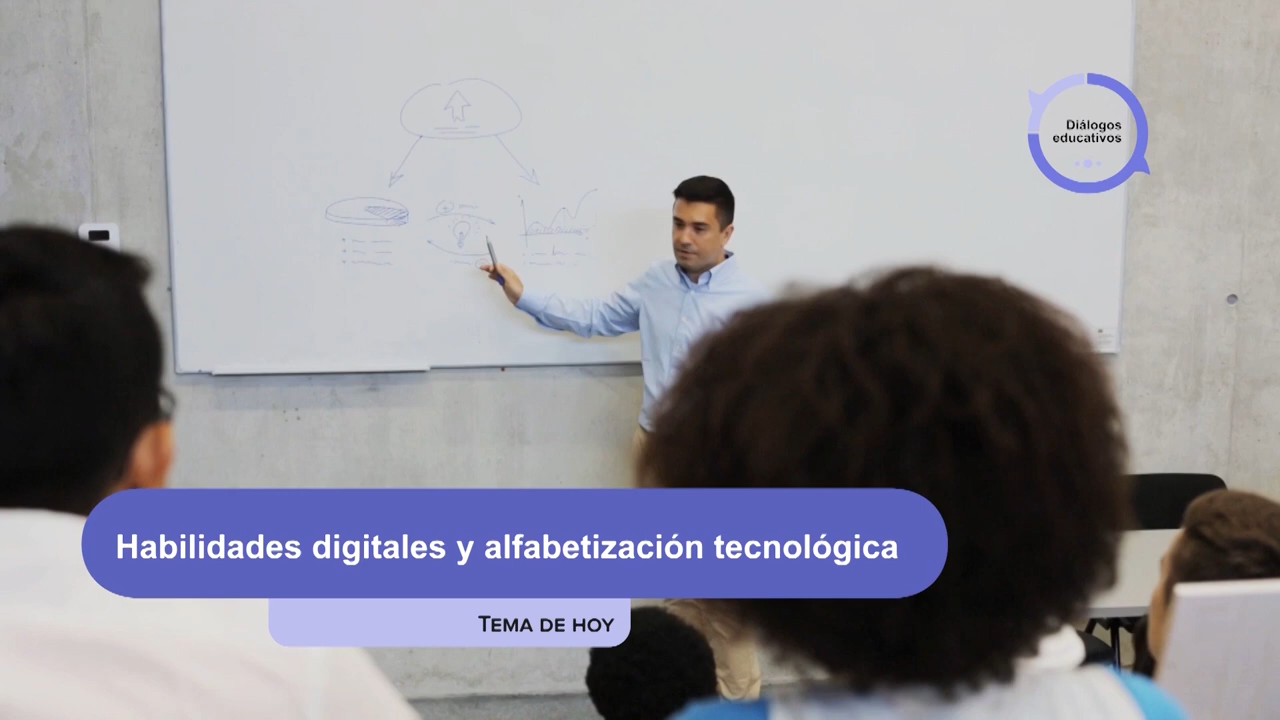 Diálogos
educativos
Habilidades digitales y alfabetización tecnológica
TEMA DE HOY